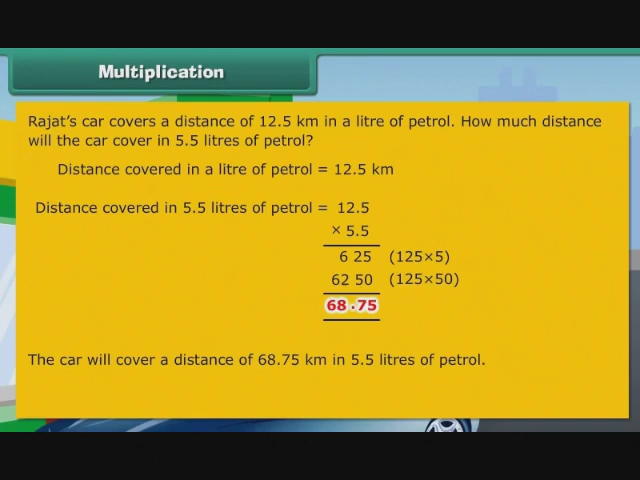 Multiplication
Rajat's car covers a distance of 12.5 km in a litre of petrol. How much distance
will the car cover in 5.5 litres of petrol?
Distance covered in a litre of petrol = 12.5 km
Distance covered in 5.5 litres of petrol = 12.5
× 5.5
6 25 (125×5)
62 50 (125×50)
68.75
The car will cover a distance of 68.75 km in 5.5 litres of petrol.